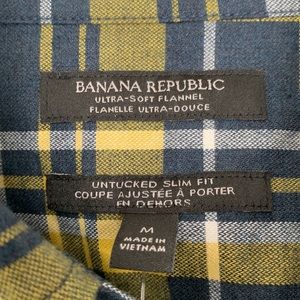 BANANA REPUBLIC
ULTRA-SOFT FLANNEL
FLANELLE ULTRA-DOUCE
UNTUCKED SLIM FIT
COUPE AJUSTÉE À PORTER
EN DEHORS
M
MADE IN
VIETNAM